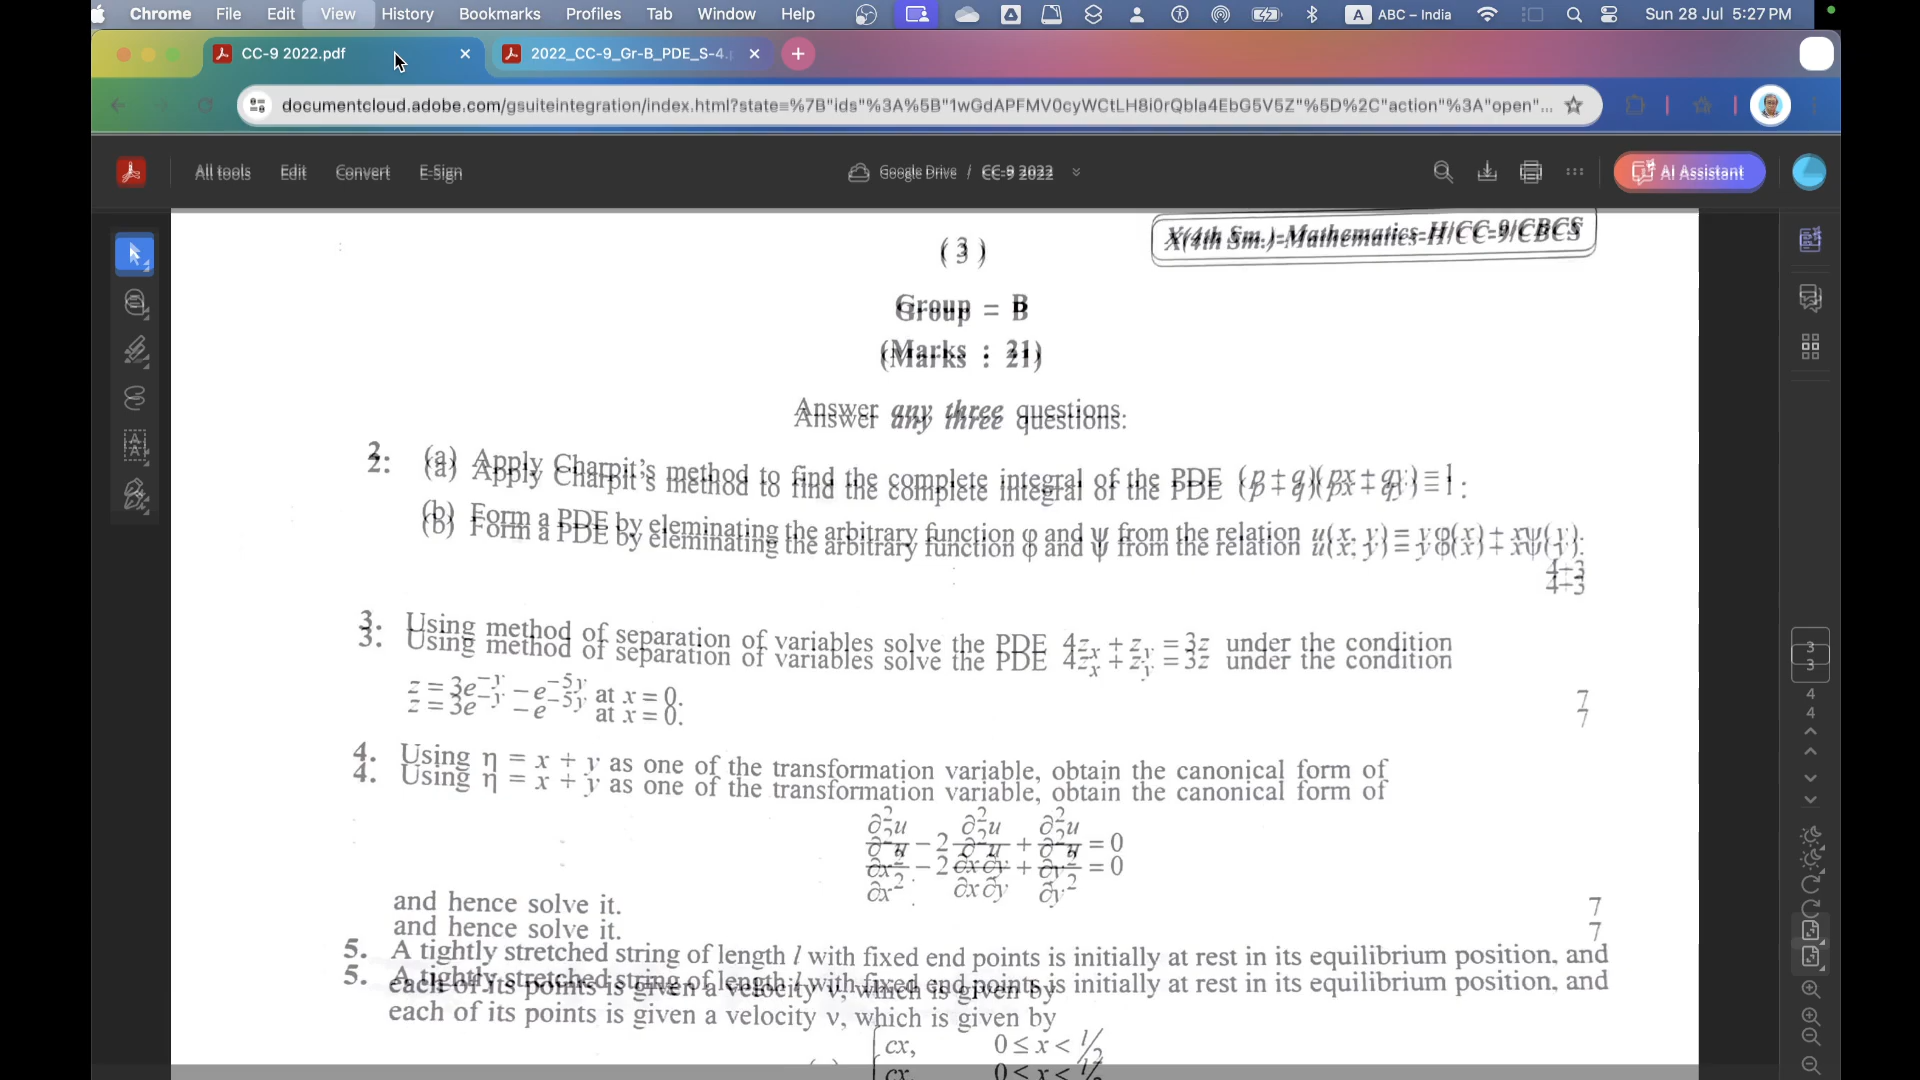 Chrome File Edit View History Bookmarks Profiles Tab Window Help A ABC – India Sun 28 Jul 5:27 PM
CC-9 2022.pdf 2022_CC-9_Gr-B_PDE_S-4.
documentcloud.adobe.com/gsuiteintegration/index.html?state=%7B"ids"%3A%5B"1wGdAPFMV0cyWCtLH8i0rQbla4EbG5V5Z"%5D%2C"action"%3A"open"...
All tools Edit Convert E-Sign Google Drive / CC-9 2022 AI Assistant
X(4th Sm.)-Mathematics-H/CC-9/CBCS
( 3 )
Group – B
(Marks : 21)
Answer any three questions.
2. (a) Apply Charpit's method to find the complete integral of the PDE (p + q)(px + qy) = 1.
(b) Form a PDE by eleminating the arbitrary function φ and ψ from the relation u(x, y) = yφ(x) + xψ(y).
4+3
3. Using method of separation of variables solve the PDE 4z_x + z_y = 3z under the condition
z = 3e^{-y} – e^{-5y} at x = 0.
7
4. Using η = x + y as one of the transformation variable, obtain the canonical form of
∂²u/∂x² – 2 ∂²u/∂x∂y + ∂²u/∂y² = 0
and hence solve it.
7
5. A tightly stretched string of length l with fixed end points is initially at rest in its equilibrium position, and
each of its points is given a velocity v, which is given by
cx, 0 ≤ x < l/2
3
4